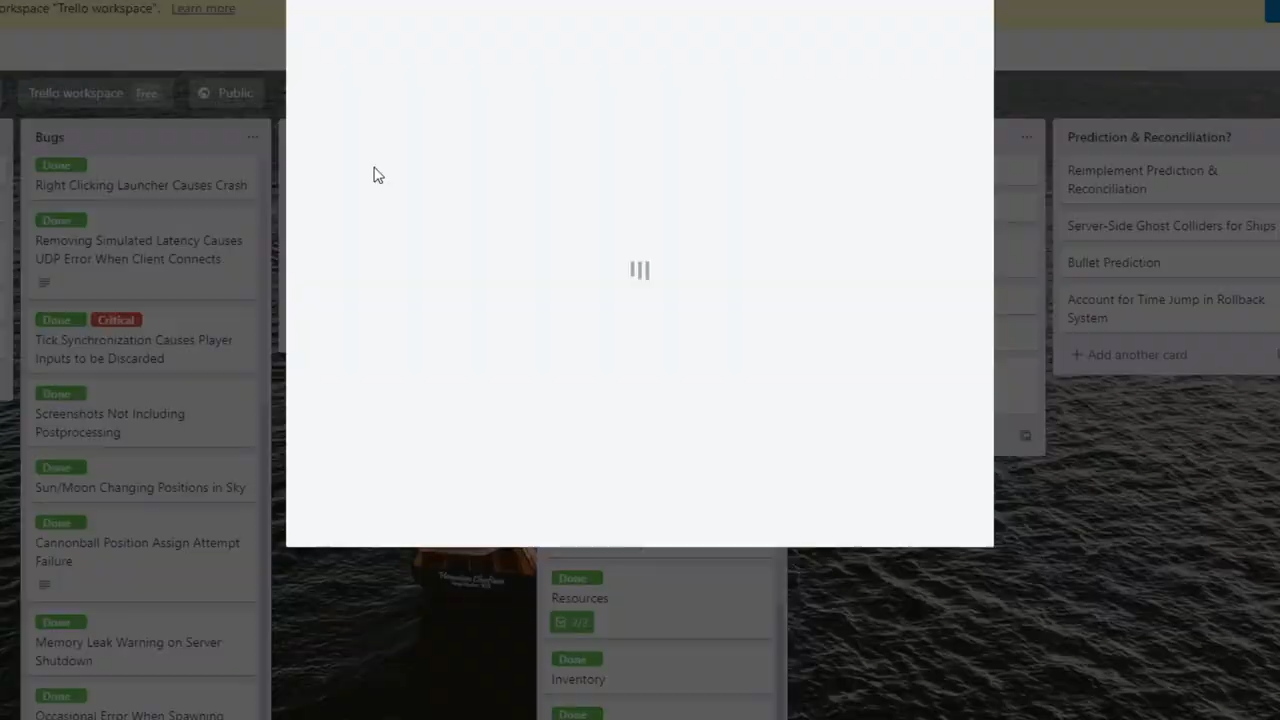 orkspace "Trello workspace". Learn more
Trello workspace Free Public
Bugs
Done
Right Clicking Launcher Causes Crash
Done
Removing Simulated Latency Causes
UDP Error When Client Connects
Done Critical
Tick Synchronization Causes Player
Inputs to be Discarded
Done
Screenshots Not Including
Postprocessing
Done
Sun/Moon Changing Positions in Sky
Done
Cannonball Position Assign Attempt
Failure
Done
Memory Leak Warning on Server
Shutdown
Done
Occasional Error When Spawning
Done
Resources
2/2
Done
Inventory
Done
Prediction & Reconciliation?
Reimplement Prediction &
Reconciliation
Server-Side Ghost Colliders for Ships
Bullet Prediction
Account for Time Jump in Rollback
System
+ Add another card